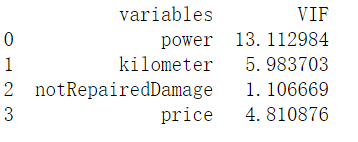 variables VIF
0 power 13.112984
1 kilometer 5.983703
2 notRepairedDamage 1.106669
3 price 4.810876